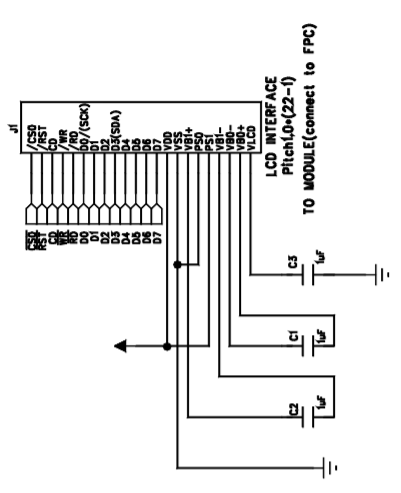 J1
/CS0
/RST
CD
/WR
/RD
D0/(SCK)
D1
D2
D3(SDA)
D4
D5
D6
D7
VDD
VSS
VB1+
PS0
PS1
VB1-
VB0-
VB0+
VLCD
CS0
RST
CD
WR
RD
D0
D1
D2
D3
D4
D5
D6
D7
LCD INTERFACE
Pitch1,0*(22-1)
TO MODULE(connect to FPC)
C3
1uF
C1
1uF
C2
1uF